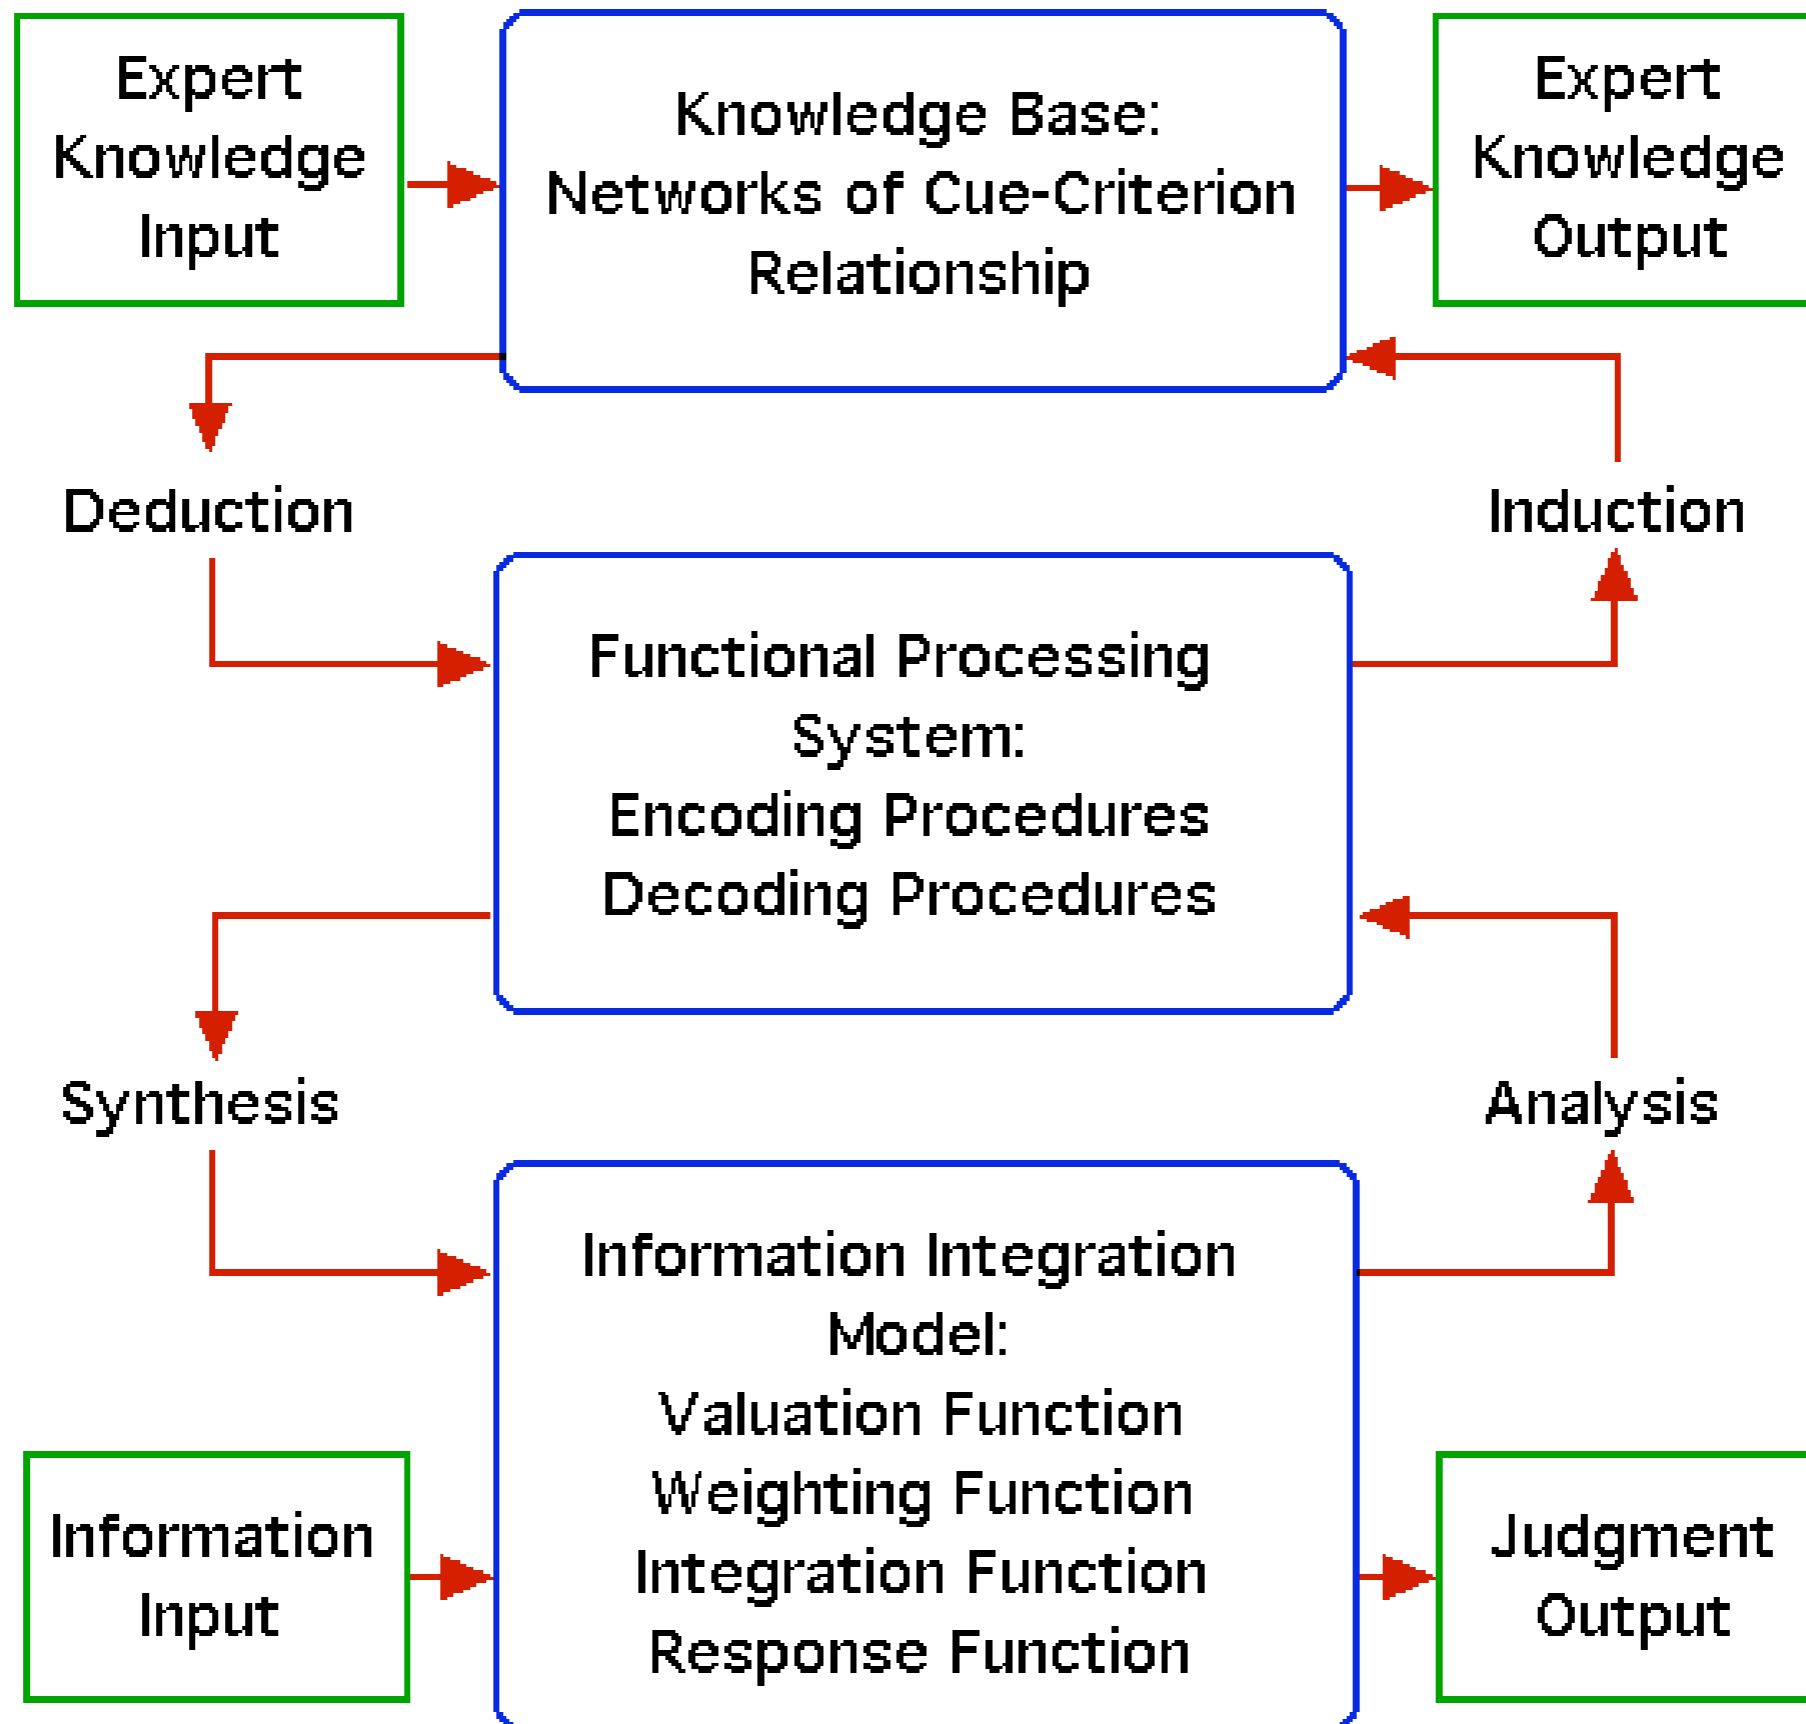 Expert
Knowledge
Input
Knowledge Base:
Networks of Cue-Criterion
Relationship
Expert
Knowledge
Output
Deduction
Induction
Functional Processing
System:
Encoding Procedures
Decoding Procedures
Synthesis
Analysis
Information Integration
Model:
Valuation Function
Weighting Function
Integration Function
Response Function
Information
Input
Judgment
Output